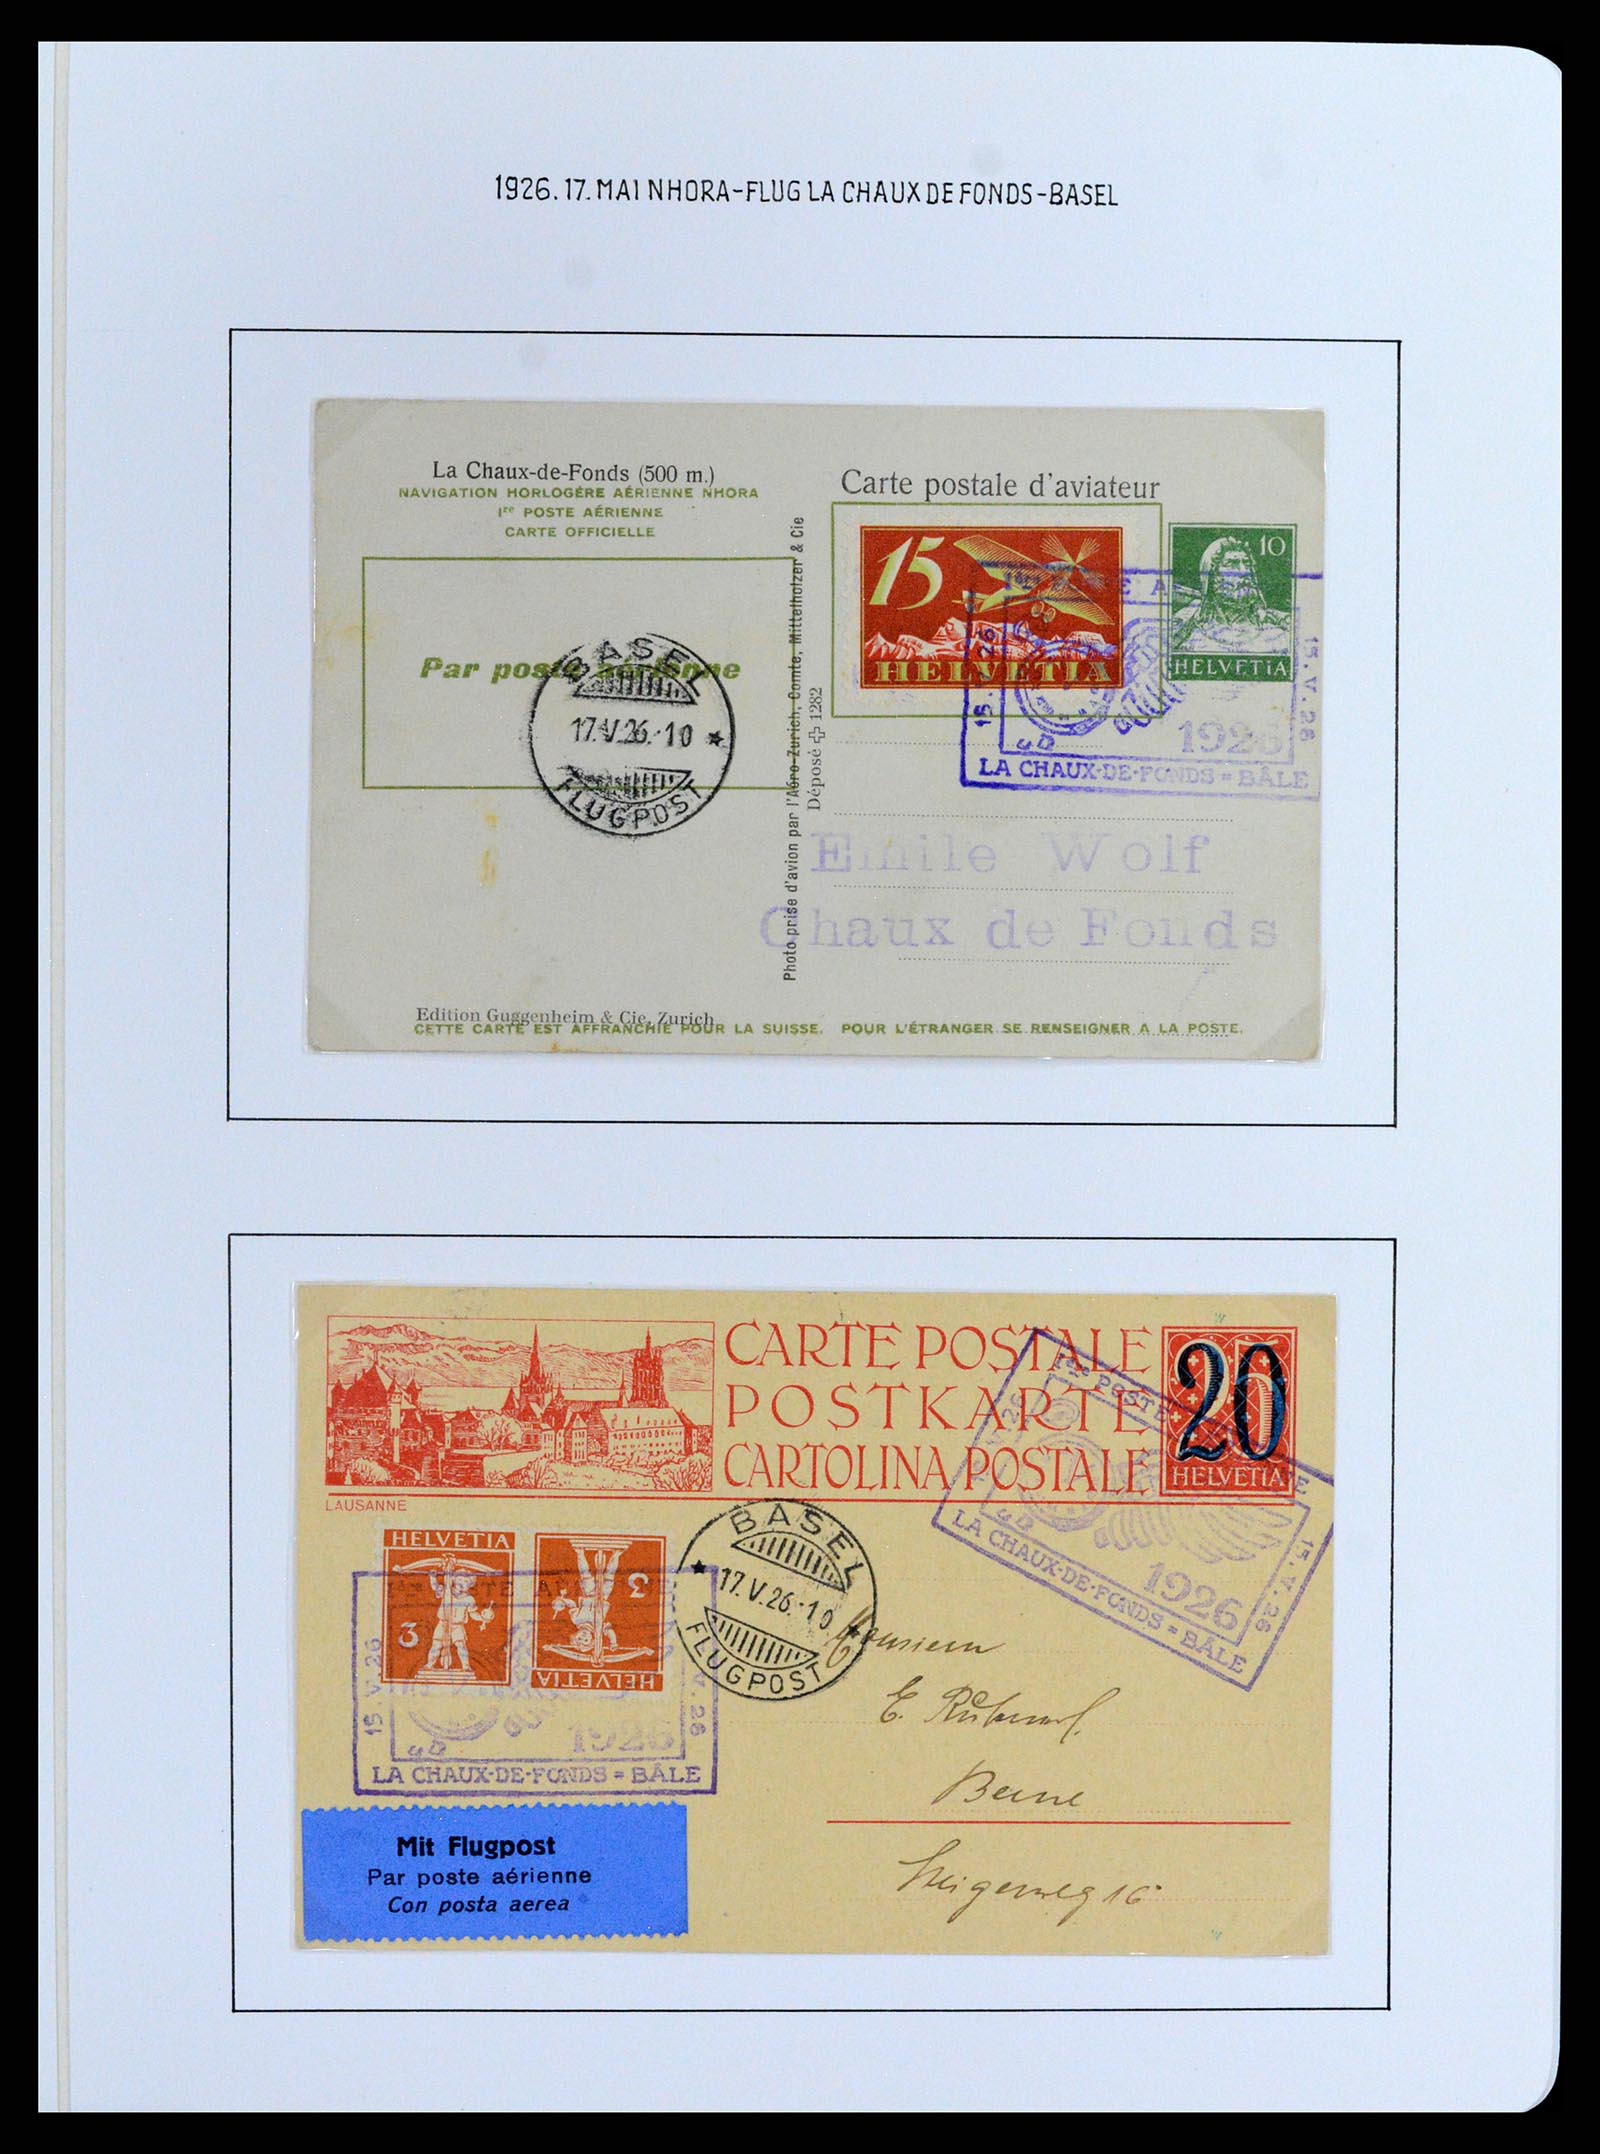 1926.17.MAI NHORA-FLUG LA CHAUX DE FONDS-BASEL
La Chaux-de-Fonds (500 m.)
NAVIGATION HORLOGÈRE AÉRIENNE NHORA
Ire POSTE AÉRIENNE
CARTE OFFICIELLE
Par poste aérienne
BASEL
17.V.26.-10
FLUGPOST
Photo prise d'avion par l'Aéro-Zurich, Comte, Mittelholzer & Cie
Déposé 1282
Carte postale d'aviateur
15
HELVETIA
10
HELVETIA
15.V.26
15.V.26
1926
LA CHAUX-DE-FONDS = BÂLE
Emile Wolf
Chaux de Fonds
Edition Guggenheim & Cie, Zurich
CETTE CARTE EST AFFRANCHIE POUR LA SUISSE. POUR L'ÉTRANGER SE RENSEIGNER A LA POSTE.
CARTE POSTALE
POSTKARTE
CARTOLINA POSTALE
LAUSANNE
20
HELVETIA
1re POSTE
15.V.26
1926
LA CHAUX-DE-FONDS = BÂLE
HELVETIA
3
3
HELVETIA
15.V.26
1926
LA CHAUX-DE-FONDS = BÂLE
BASEL
17.V.26.-10
FLUGPOST
Monsieur
E.
Berne
16
Mit Flugpost
Par poste aérienne
Con posta aerea